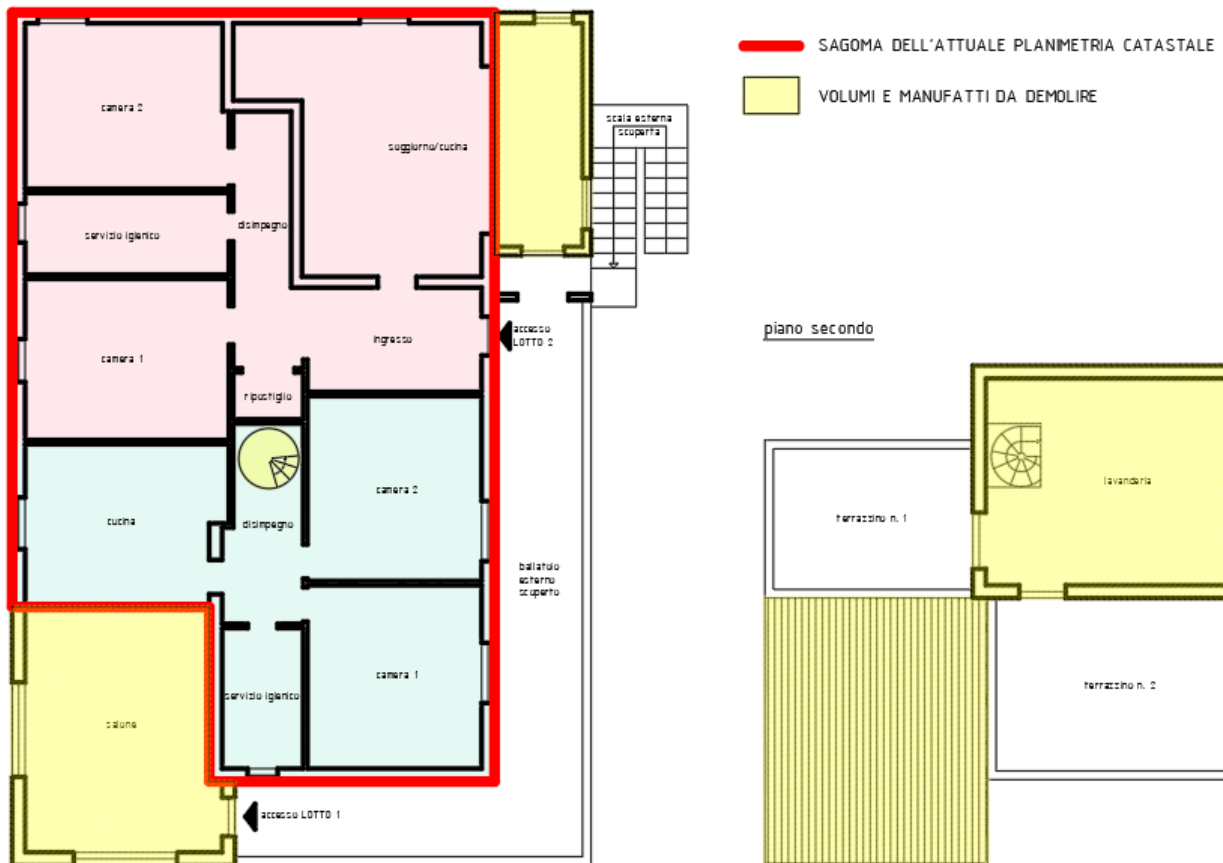 SAGOMA DELL'ATTUALE PLANIMETRIA CATASTALE
VOLUMI E MANUFATTI DA DEMOLIRE
camera 2
soggiorno/cucina
scala esterna
scoperta
servizio igienico
disimpegno
camera 1
ingresso
accesso
LOTTO 2
ripustiglio
cucina
disimpegno
camera 2
ballatoio
esterno
scuperto
servizio igienico
camera 1
salone
accesso LOTTO 1
piano secondo
lavanderia
terrazzino n. 1
terrazzino n. 2